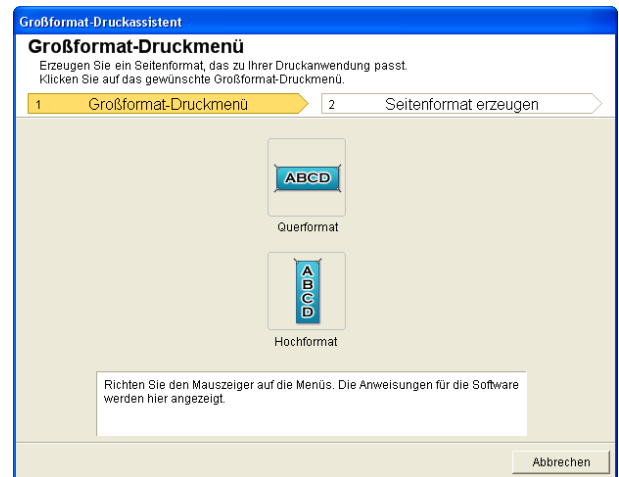 Großformat-Druckassistent
Großformat-Druckmenü
Erzeugen Sie ein Seitenformat, das zu Ihrer Druckanwendung passt.
Klicken Sie auf das gewünschte Großformat-Druckmenü.
1 Großformat-Druckmenü 2 Seitenformat erzeugen
ABCD
Querformat
A
B
C
D
Hochformat
Richten Sie den Mauszeiger auf die Menüs. Die Anweisungen für die Software
werden hier angezeigt.
Abbrechen